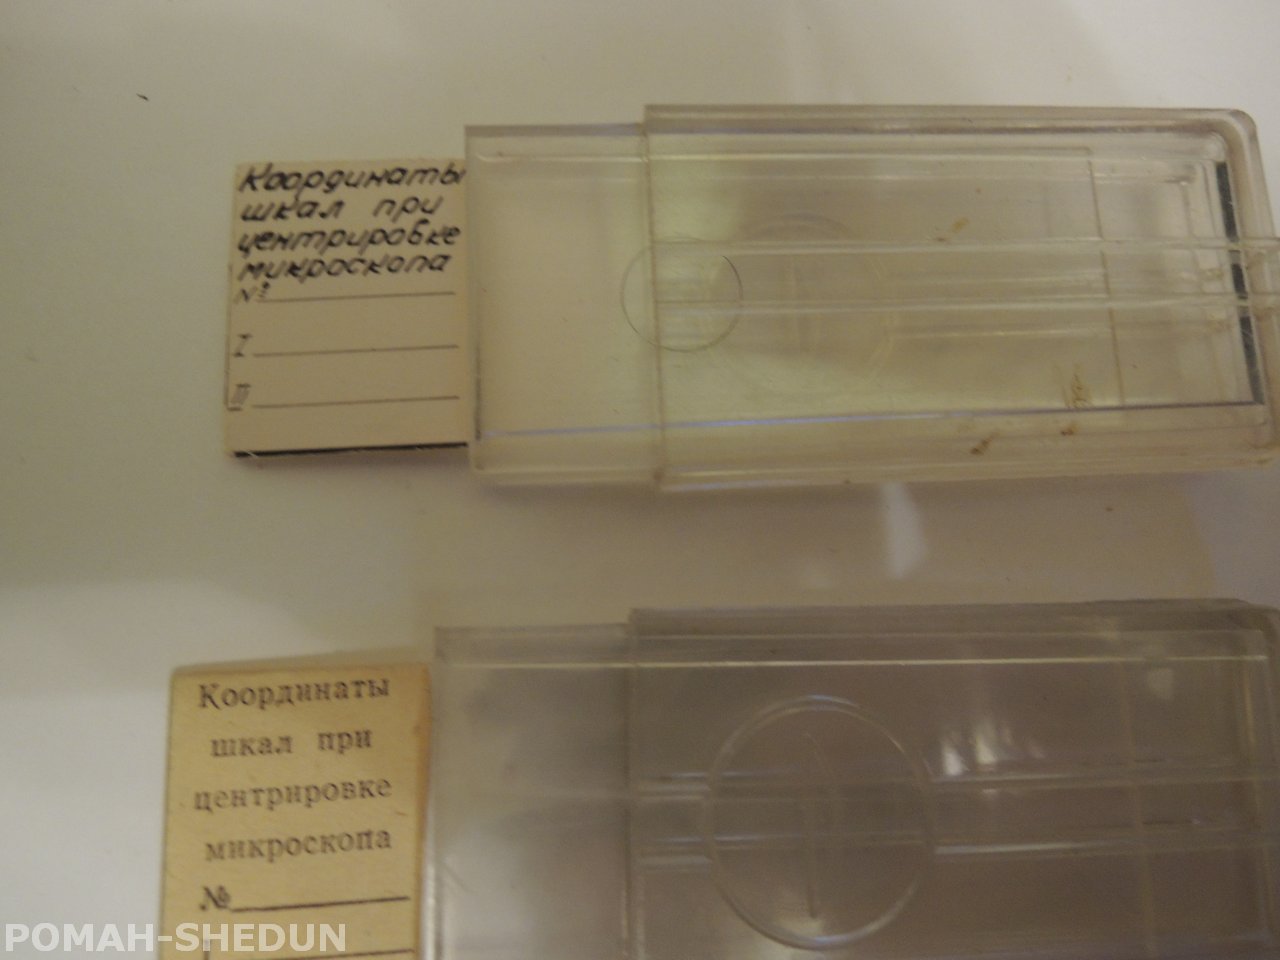 Координаты
шкал при
центрировке
микроскопа
№
I
II
Координаты
шкал при
центрировке
микроскопа
№
I
POMAH-SHEDUN